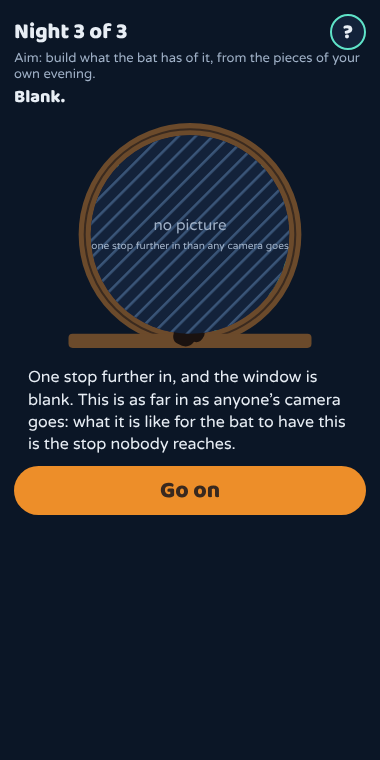 Night 3 of 3
?
Aim: build what the bat has of it, from the pieces of your
own evening.
Blank.
no picture
one stop further in than any camera goes
One stop further in, and the window is
blank. This is as far in as anyone’s camera
goes: what it is like for the bat to have this
is the stop nobody reaches.
Go on